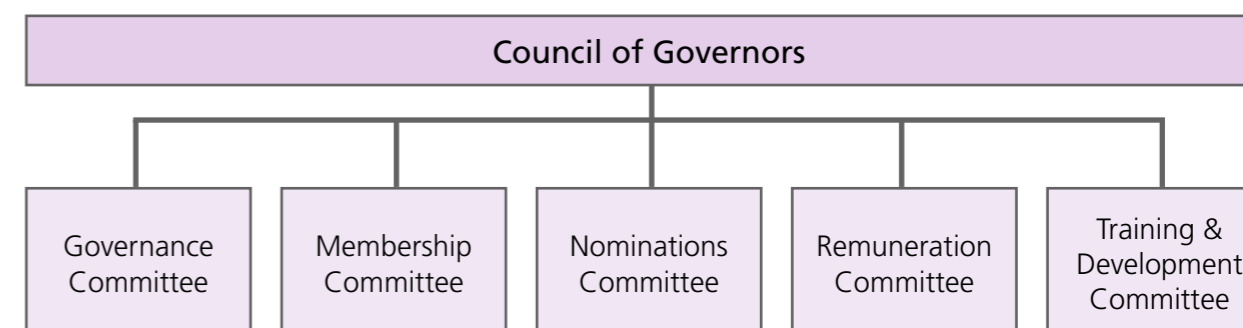 Council of Governors
Governance
Committee
Membership
Committee
Nominations
Committee
Remuneration
Committee
Training &
Development
Committee